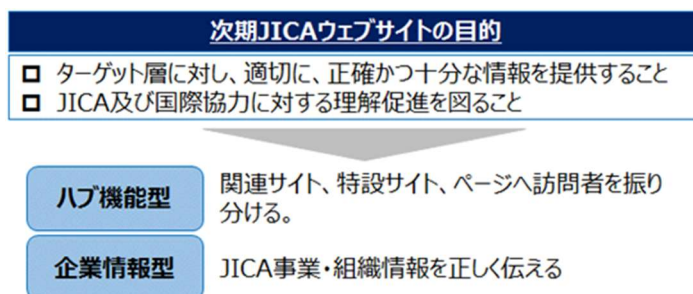 次期JICAウェブサイトの目的
ターゲット層に対し、適切に、正確かつ十分な情報を提供すること
JICA及び国際協力に対する理解促進を図ること
ハブ機能型
関連サイト、特設サイト、ページへ訪問者を振り
分ける。
企業情報型
JICA事業・組織情報を正しく伝える